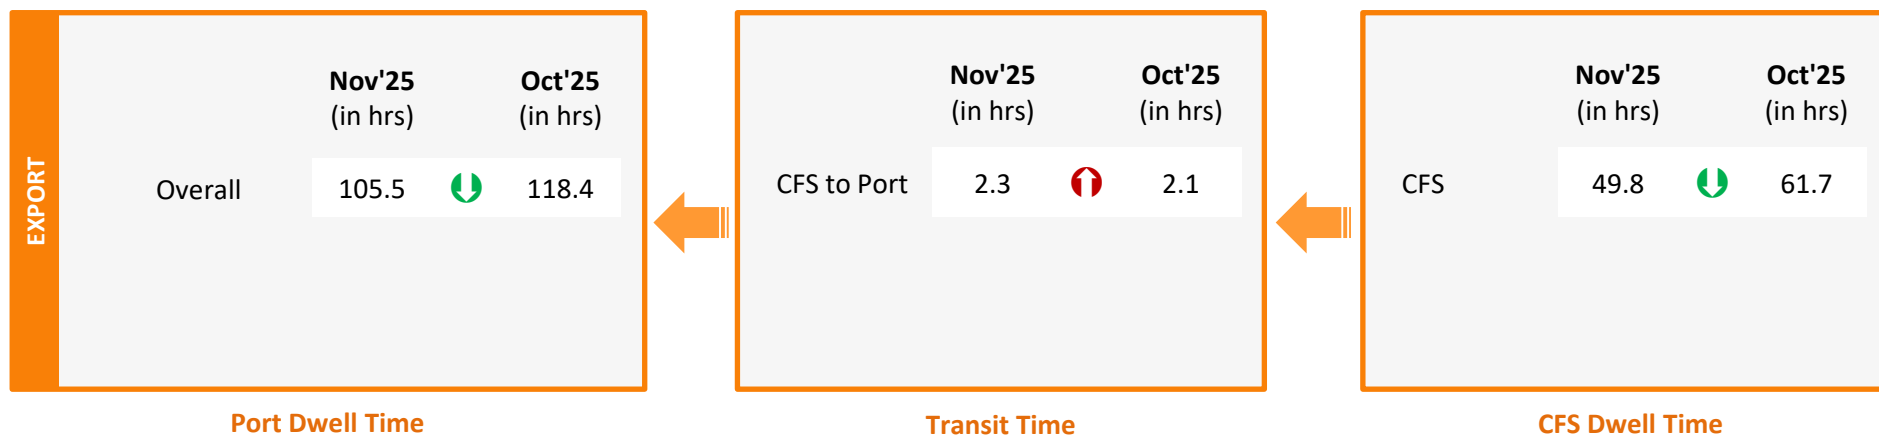 EXPORT
Nov'25 Oct'25
(in hrs) (in hrs)
Overall 105.5 118.4
Port Dwell Time
Nov'25 Oct'25
(in hrs) (in hrs)
CFS to Port 2.3 2.1
Transit Time
Nov'25 Oct'25
(in hrs) (in hrs)
CFS 49.8 61.7
CFS Dwell Time